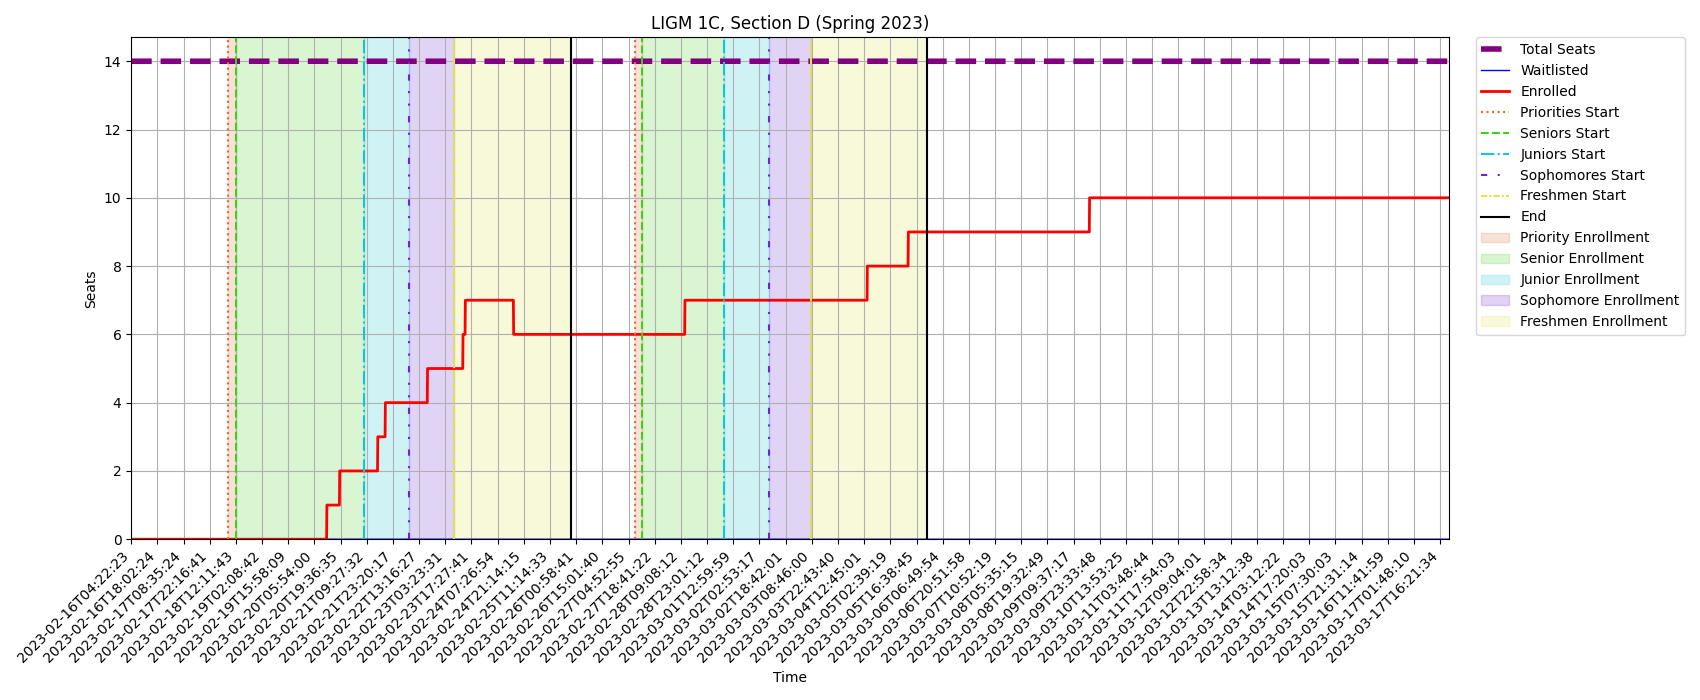 LIGM 1C, Section D (Spring 2023)
Seats
14
12
10
8
6
4
2
0
2023-02-16T04:22:23
2023-02-16T18:02:24
2023-02-17T08:35:24
2023-02-17T22:16:41
2023-02-18T12:11:43
2023-02-19T02:08:42
2023-02-19T15:58:09
2023-02-20T05:54:00
2023-02-20T19:36:35
2023-02-21T09:27:32
2023-02-21T23:20:17
2023-02-22T13:16:27
2023-02-23T03:23:31
2023-02-23T17:27:41
2023-02-24T07:26:54
2023-02-24T21:14:15
2023-02-25T11:14:33
2023-02-26T00:58:41
2023-02-26T15:01:40
2023-02-27T04:52:55
2023-02-27T18:41:22
2023-02-28T09:08:12
2023-02-28T23:01:12
2023-03-01T12:59:59
2023-03-02T02:53:17
2023-03-02T18:42:01
2023-03-03T08:46:00
2023-03-03T22:43:40
2023-03-04T12:45:01
2023-03-05T02:39:19
2023-03-05T16:38:45
2023-03-06T06:49:54
2023-03-06T20:51:58
2023-03-07T10:52:19
2023-03-08T05:35:15
2023-03-08T19:32:49
2023-03-09T09:37:17
2023-03-09T23:33:48
2023-03-10T13:53:25
2023-03-11T03:48:44
2023-03-11T17:54:03
2023-03-12T09:04:01
2023-03-12T22:58:34
2023-03-13T13:12:38
2023-03-14T03:12:22
2023-03-14T17:20:03
2023-03-15T07:30:03
2023-03-15T21:31:14
2023-03-16T11:41:59
2023-03-17T01:48:10
2023-03-17T16:21:34
Time
Total Seats
Waitlisted
Enrolled
Priorities Start
Seniors Start
Juniors Start
Sophomores Start
Freshmen Start
End
Priority Enrollment
Senior Enrollment
Junior Enrollment
Sophomore Enrollment
Freshmen Enrollment